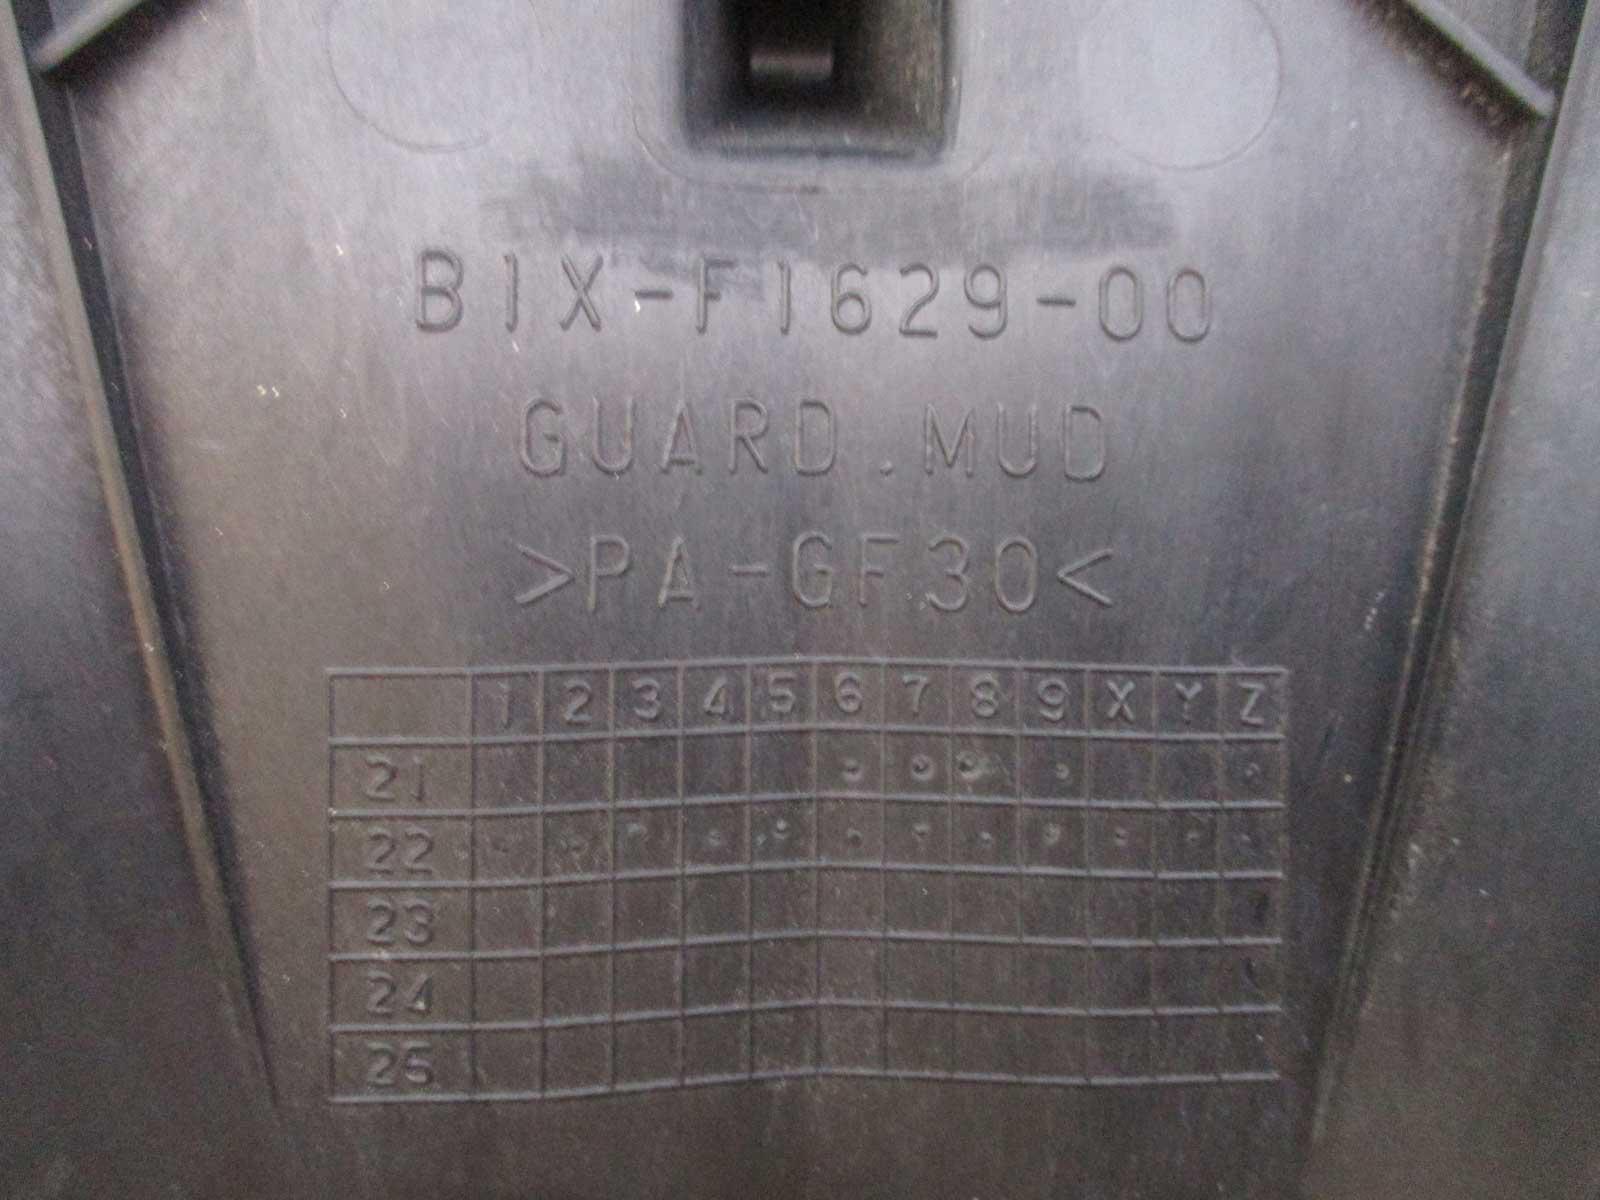 B1X-F1629-00
GUARD.MUD
>PA-GF30<
1 2 3 4 5 6 7 8 9 X Y Z
21
22
23
24
25